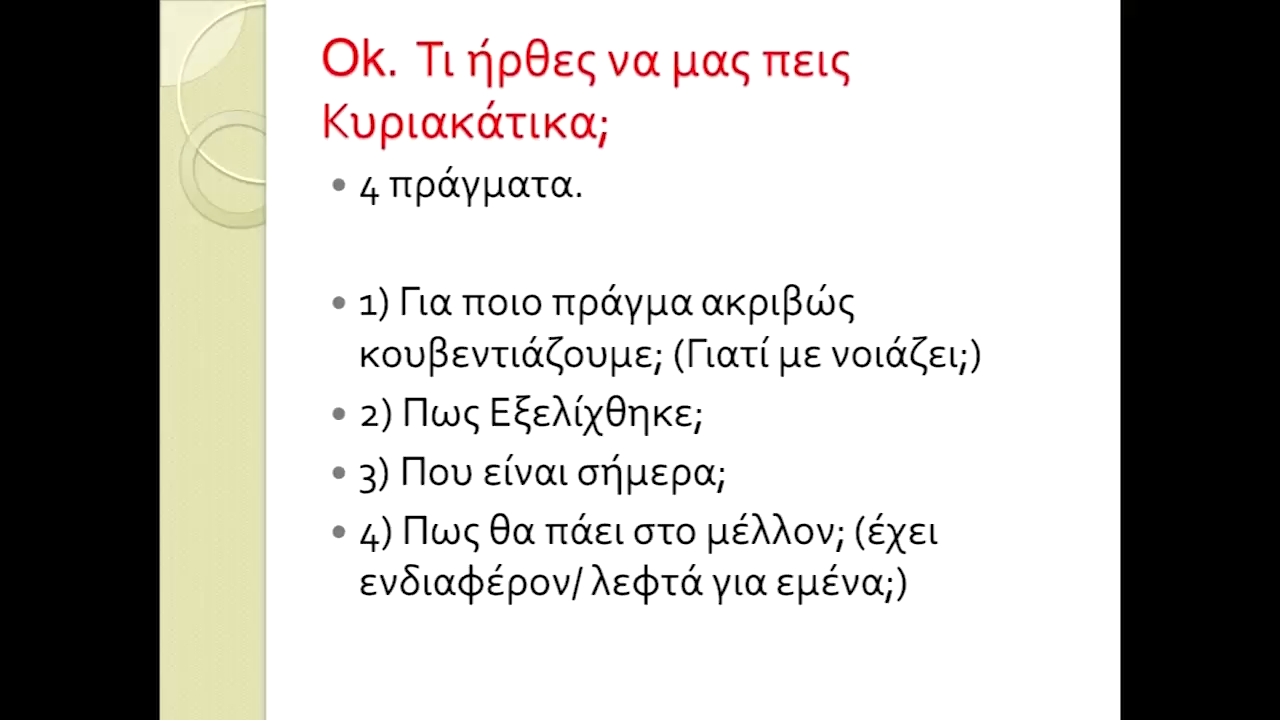 Ok. Τι ήρθες να μας πεις
Κυριακάτικα;
• 4 πράγματα.
• 1) Για ποιο πράγμα ακριβώς
κουβεντιάζουμε; (Γιατί με νοιάζει;)
• 2) Πως Εξελίχθηκε;
• 3) Που είναι σήμερα;
• 4) Πως θα πάει στο μέλλον; (έχει
ενδιαφέρον/ λεφτά για εμένα;)